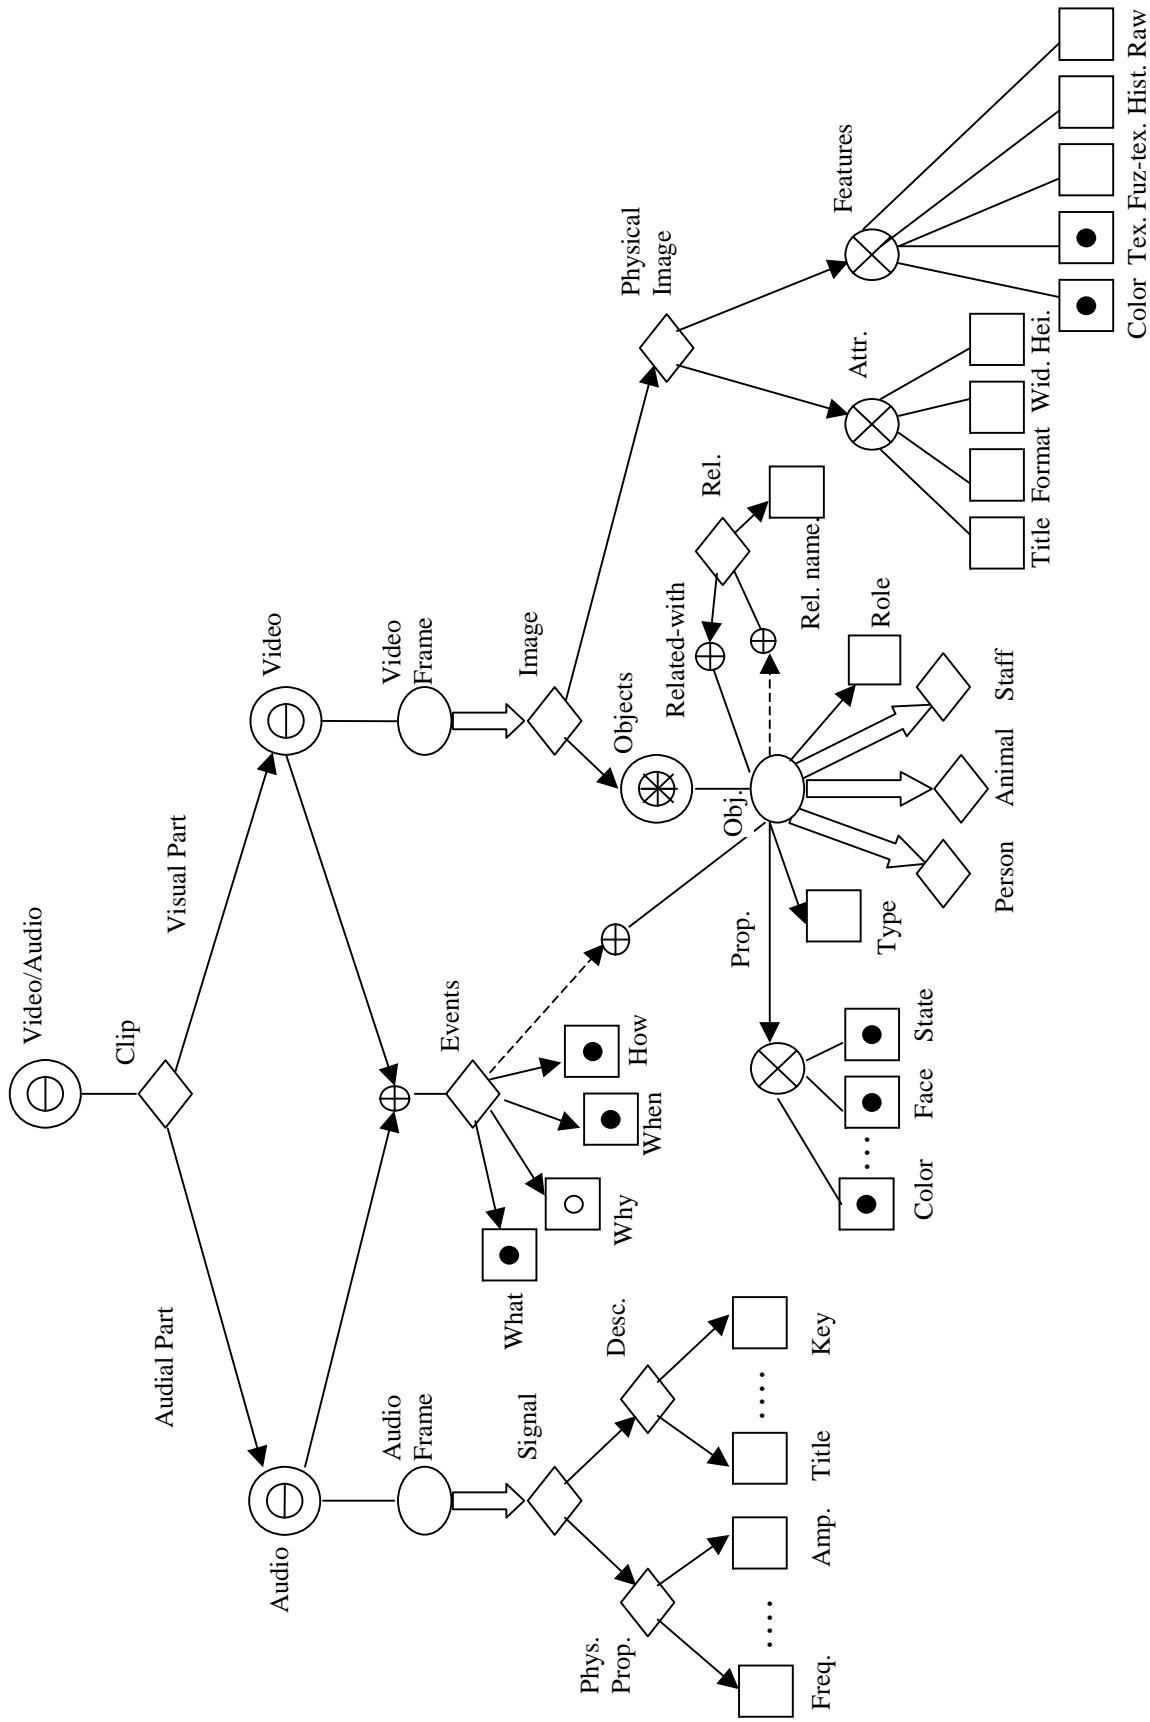 Video/Audio
Clip
Audial Part
Visual Part
Audio
Video
Audio
Frame
Video
Frame
Events
Signal
Image
What
Why
When
How
Objects
Physical
Image
Phys.
Prop.
Desc.
Related-with
Rel.
Obj.
Prop.
Rel. name.
Freq.
....
Amp.
Title
....
Key
Color
....
Face
State
Type
Role
Person
Animal
Staff
Attr.
Features
Title
Format
Wid.
Hei.
Color
Tex.
Fuz-tex.
Hist.
Raw